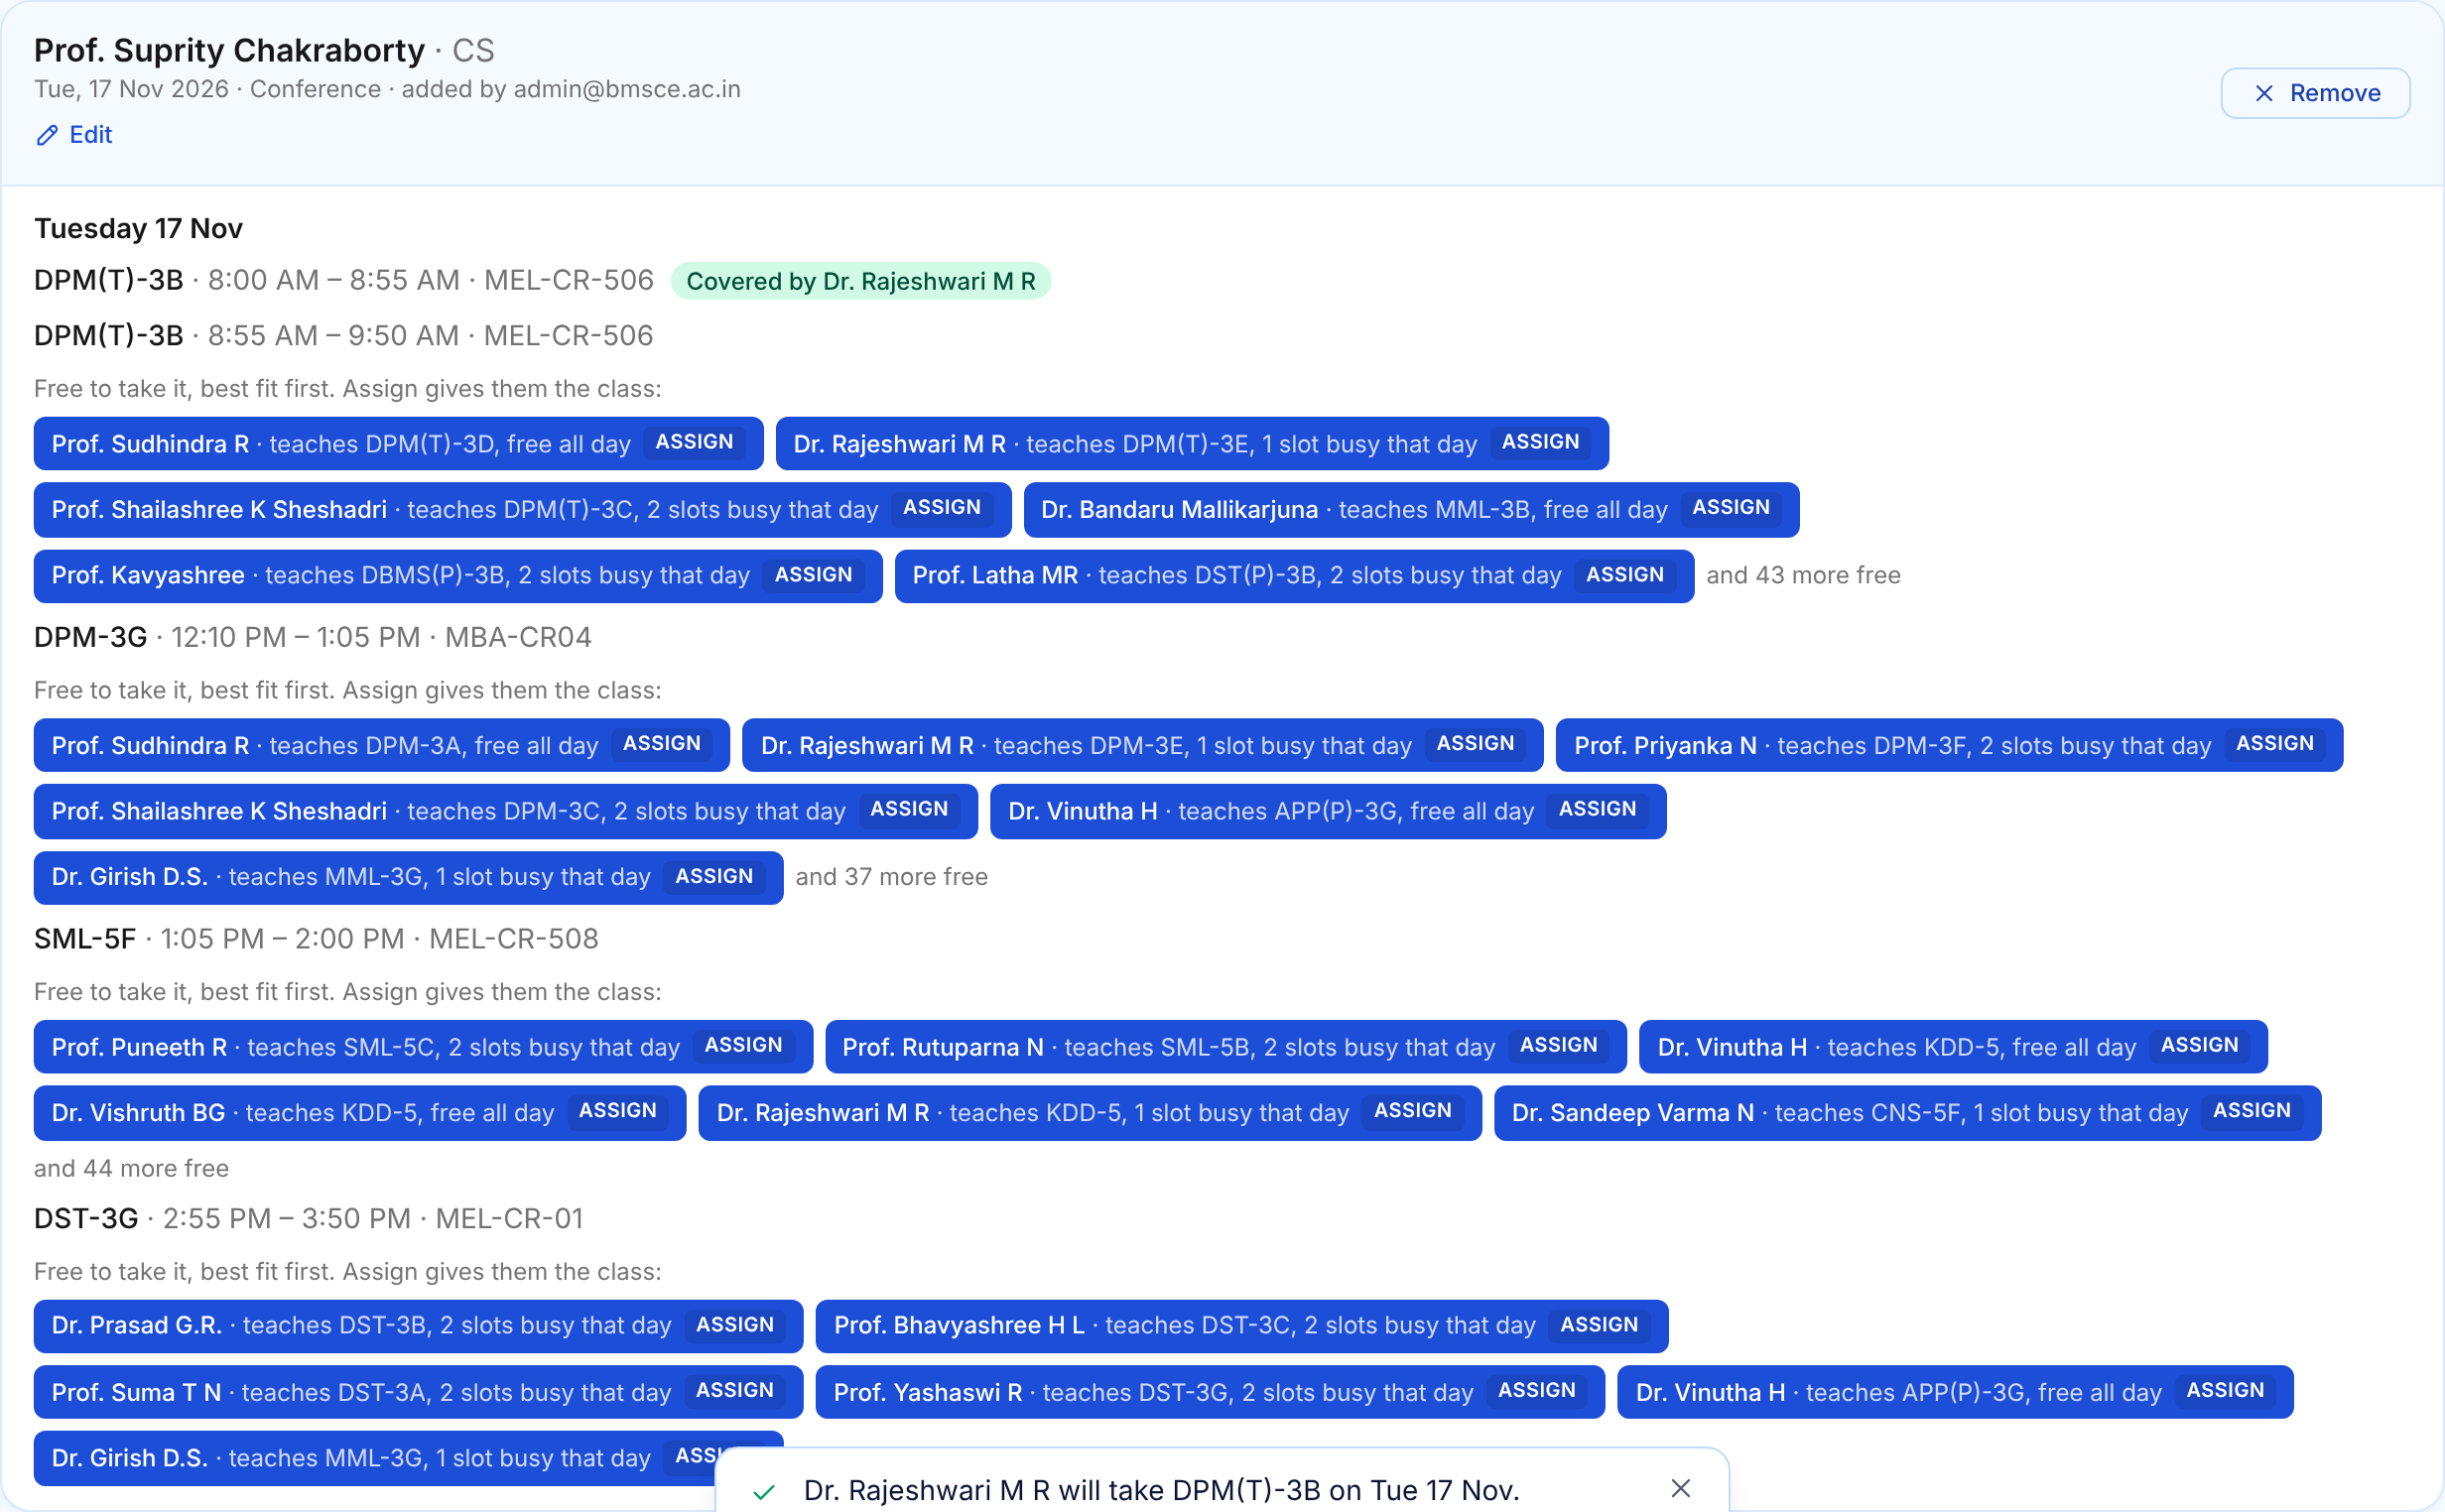 Prof. Suprity Chakraborty · CS
Tue, 17 Nov 2026 · Conference · added by admin@bmsce.ac.in
Edit
Remove
Tuesday 17 Nov
DPM(T)-3B · 8:00 AM – 8:55 AM · MEL-CR-506 Covered by Dr. Rajeshwari M R
DPM(T)-3B · 8:55 AM – 9:50 AM · MEL-CR-506
Free to take it, best fit first. Assign gives them the class:
Prof. Sudhindra R · teaches DPM(T)-3D, free all day ASSIGN Dr. Rajeshwari M R · teaches DPM(T)-3E, 1 slot busy that day ASSIGN
Prof. Shailashree K Sheshadri · teaches DPM(T)-3C, 2 slots busy that day ASSIGN Dr. Bandaru Mallikarjuna · teaches MML-3B, free all day ASSIGN
Prof. Kavyashree · teaches DBMS(P)-3B, 2 slots busy that day ASSIGN Prof. Latha MR · teaches DST(P)-3B, 2 slots busy that day ASSIGN and 43 more free
DPM-3G · 12:10 PM – 1:05 PM · MBA-CR04
Free to take it, best fit first. Assign gives them the class:
Prof. Sudhindra R · teaches DPM-3A, free all day ASSIGN Dr. Rajeshwari M R · teaches DPM-3E, 1 slot busy that day ASSIGN Prof. Priyanka N · teaches DPM-3F, 2 slots busy that day ASSIGN
Prof. Shailashree K Sheshadri · teaches DPM-3C, 2 slots busy that day ASSIGN Dr. Vinutha H · teaches APP(P)-3G, free all day ASSIGN
Dr. Girish D.S. · teaches MML-3G, 1 slot busy that day ASSIGN and 37 more free
SML-5F · 1:05 PM – 2:00 PM · MEL-CR-508
Free to take it, best fit first. Assign gives them the class:
Prof. Puneeth R · teaches SML-5C, 2 slots busy that day ASSIGN Prof. Rutuparna N · teaches SML-5B, 2 slots busy that day ASSIGN Dr. Vinutha H · teaches KDD-5, free all day ASSIGN
Dr. Vishruth BG · teaches KDD-5, free all day ASSIGN Dr. Rajeshwari M R · teaches KDD-5, 1 slot busy that day ASSIGN Dr. Sandeep Varma N · teaches CNS-5F, 1 slot busy that day ASSIGN
and 44 more free
DST-3G · 2:55 PM – 3:50 PM · MEL-CR-01
Free to take it, best fit first. Assign gives them the class:
Dr. Prasad G.R. · teaches DST-3B, 2 slots busy that day ASSIGN Prof. Bhavyashree H L · teaches DST-3C, 2 slots busy that day ASSIGN
Prof. Suma T N · teaches DST-3A, 2 slots busy that day ASSIGN Prof. Yashaswi R · teaches DST-3G, 2 slots busy that day ASSIGN Dr. Vinutha H · teaches APP(P)-3G, free all day ASSIGN
Dr. Girish D.S. · teaches MML-3G, 1 slot busy that day
Dr. Rajeshwari M R will take DPM(T)-3B on Tue 17 Nov.